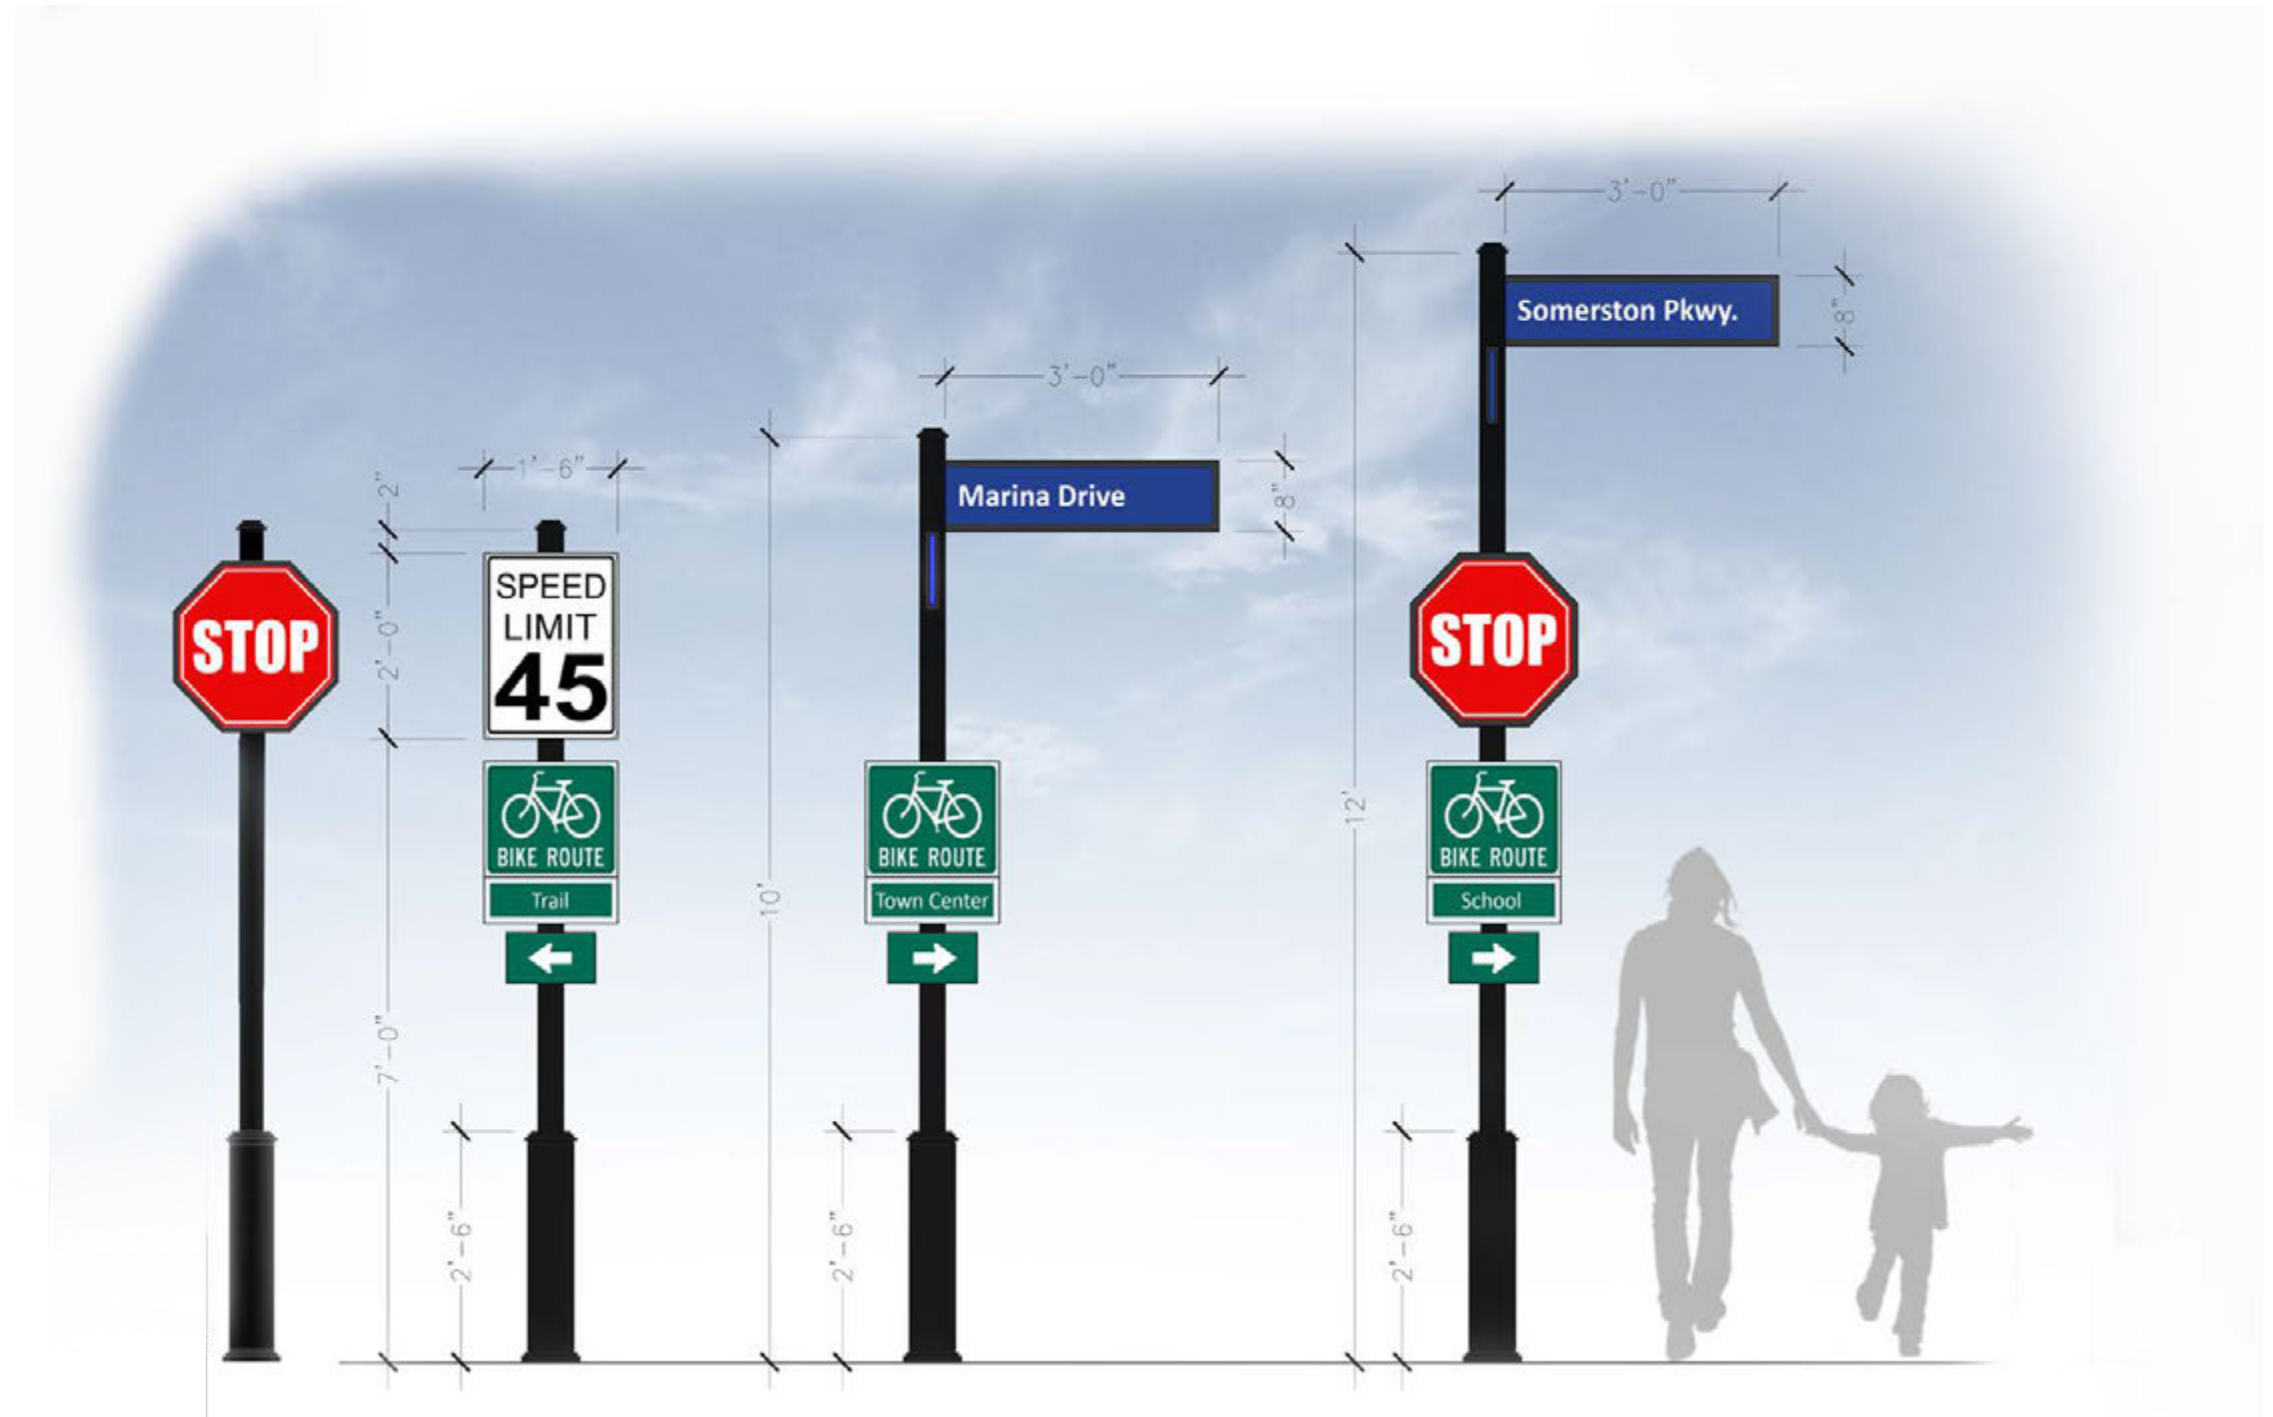 3'-0"
Somerston Pkwy.
8"
3'-0"
Marina Drive
8"
1'-6"
2"
STOP
2'-0"
SPEED
LIMIT
45
STOP
12'
BIKE ROUTE
Trail
BIKE ROUTE
Town Center
BIKE ROUTE
School
10'
7'-0"
2'-6"
2'-6"
2'-6"